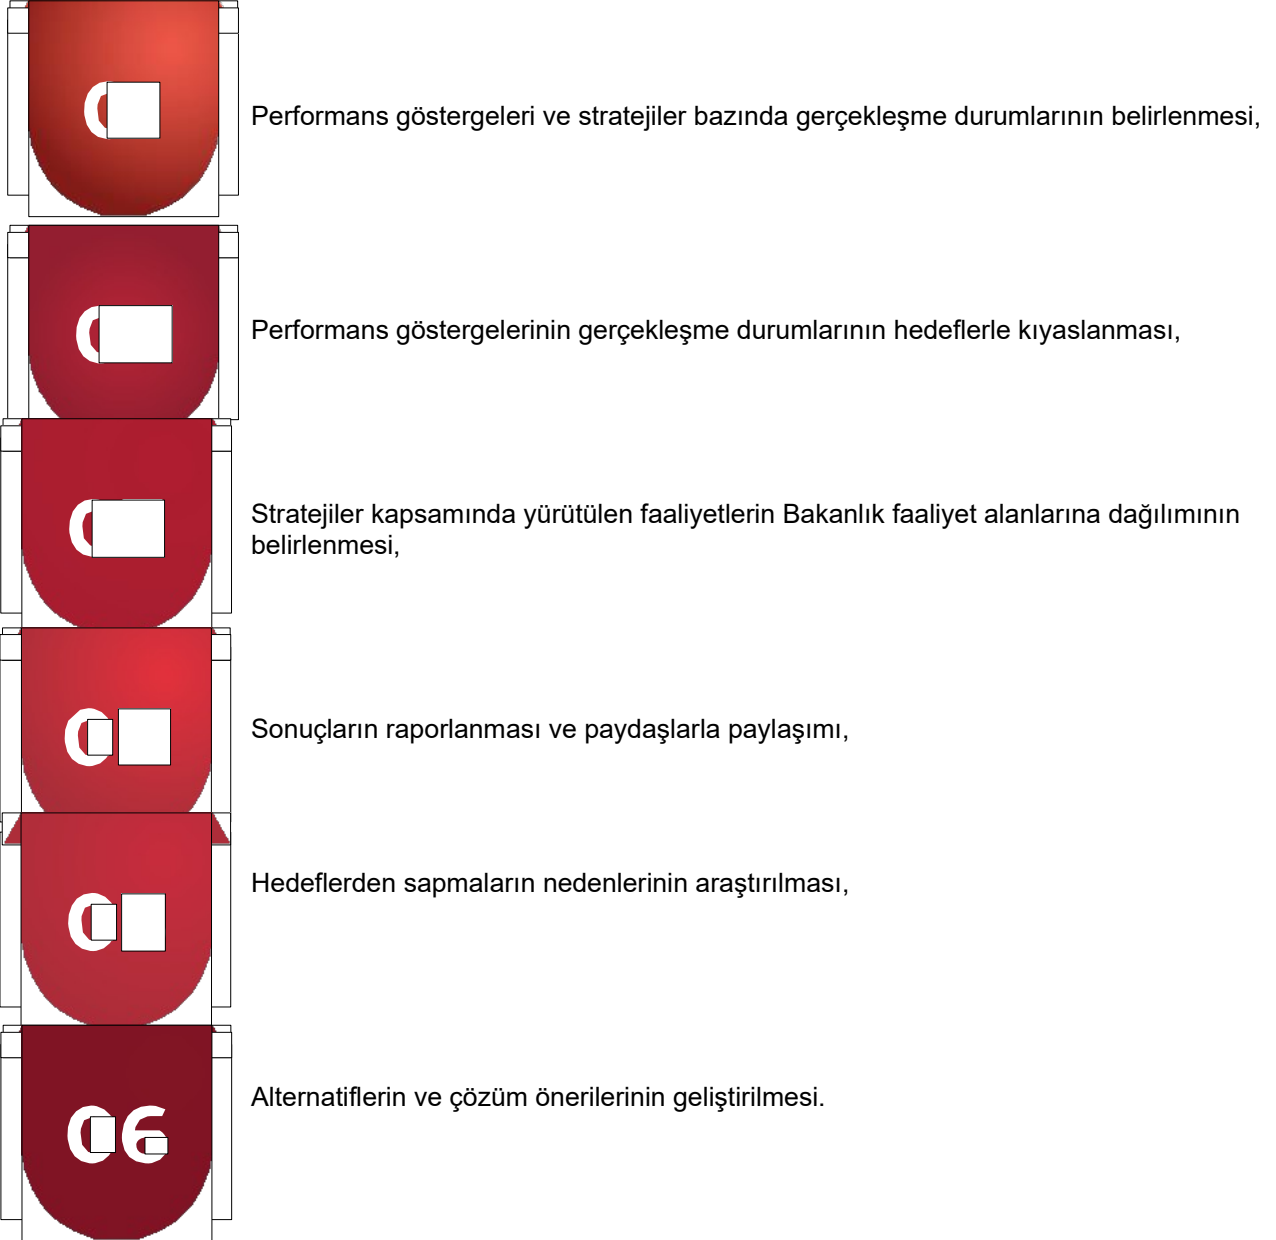 Performans göstergeleri ve stratejiler bazında gerçekleşme durumlarının belirlenmesi,
Performans göstergelerinin gerçekleşme durumlarının hedeflerle kıyaslanması,
Stratejiler kapsamında yürütülen faaliyetlerin Bakanlık faaliyet alanlarına dağılımının
belirlenmesi,
Sonuçların raporlanması ve paydaşlarla paylaşımı,
Hedeflerden sapmaların nedenlerinin araştırılması,
06
Alternatiflerin ve çözüm önerilerinin geliştirilmesi.